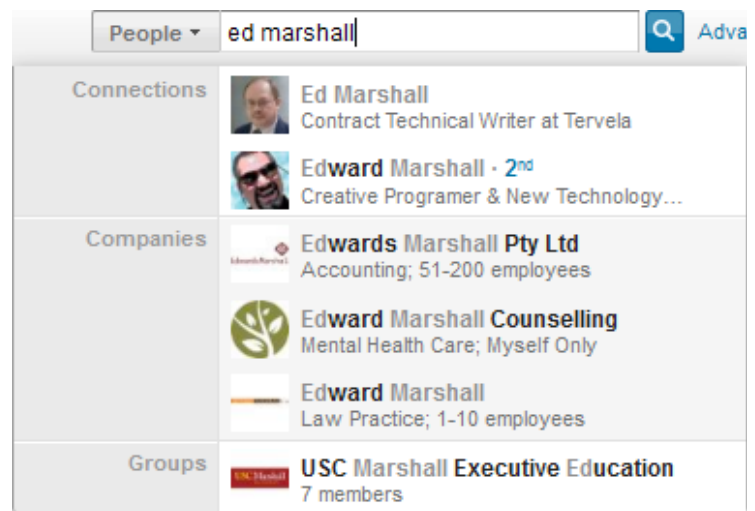 People ed marshall Adva
Connections
Ed Marshall
Contract Technical Writer at Tervela
Edward Marshall · 2nd
Creative Programer & New Technology...
Companies
Edwards Marshall Pty Ltd
Accounting; 51-200 employees
Edward Marshall Counselling
Mental Health Care; Myself Only
Edward Marshall
Law Practice; 1-10 employees
Groups
USC Marshall
USC Marshall Executive Education
7 members